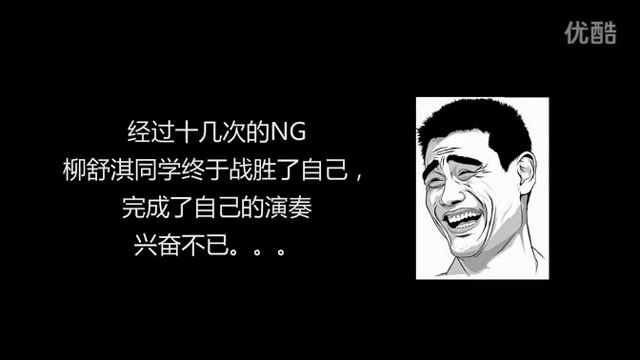 优酷
经过十几次的NG
柳舒淇同学终于战胜了自己，
完成了自己的演奏
兴奋不已。。。